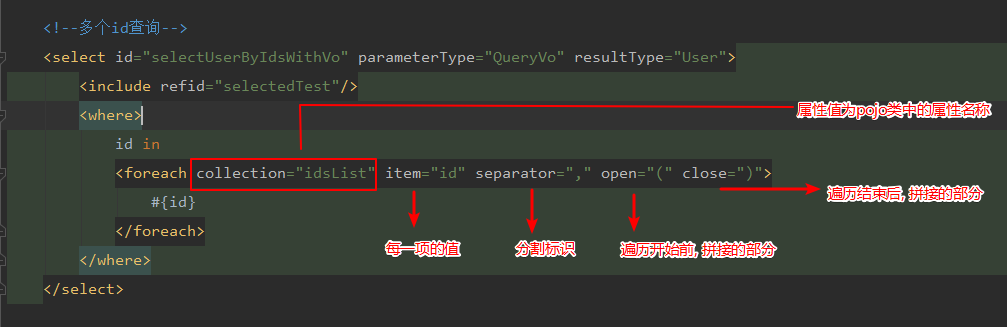 <!--多个id查询-->
<select id="selectUserByIdsWithVo" parameterType="QueryVo" resultType="User">
<include refid="selectedTest"/>
<where>
属性值为pojo类中的属性名称
id in
<foreach collection="idsList" item="id" separator="," open="(" close=")">
遍历结束后, 拼接的部分
#{id}
</foreach>
每一项的值
分割标识
遍历开始前, 拼接的部分
</where>
</select>